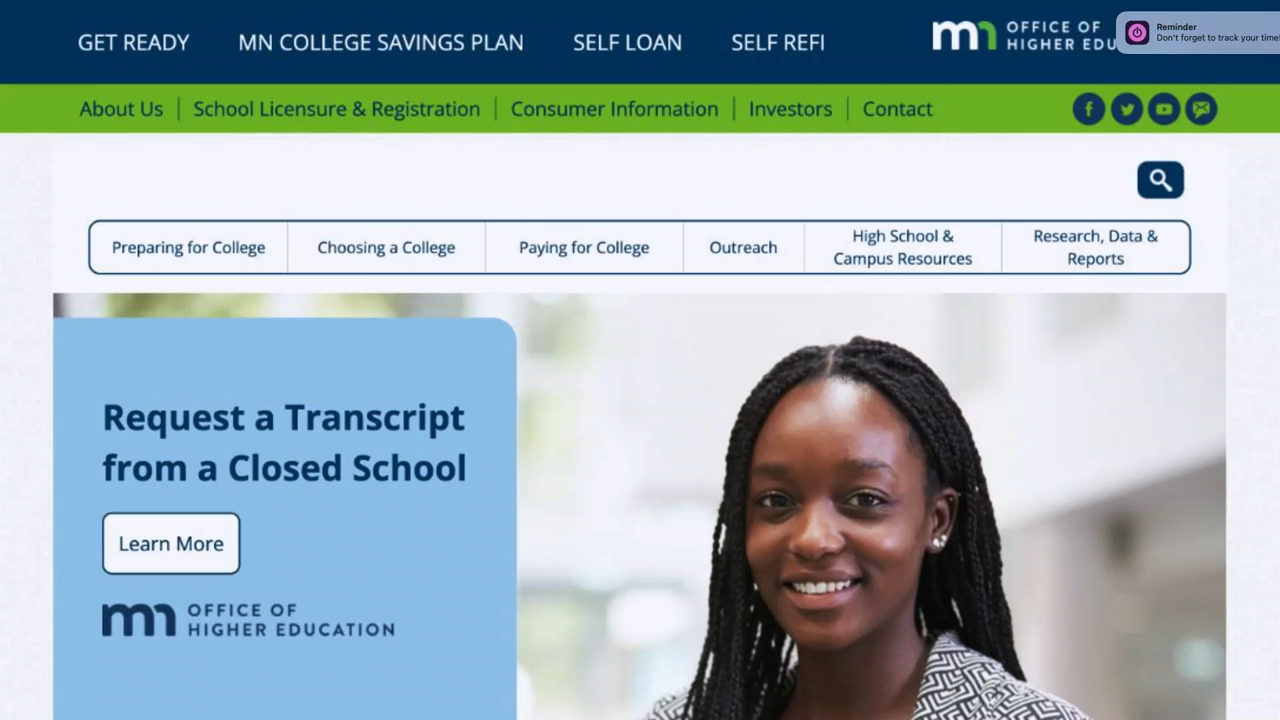 GET READY MN COLLEGE SAVINGS PLAN SELF LOAN SELF REFI
mn OFFICE OF
HIGHER EDU
Reminder
Don't forget to track your time!
About Us School Licensure & Registration Consumer Information Investors Contact
Preparing for College Choosing a College Paying for College Outreach
High School &
Campus Resources
Research, Data &
Reports
Request a Transcript
from a Closed School
Learn More
mn OFFICE OF
HIGHER EDUCATION